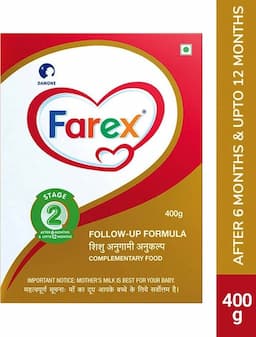 DANONE
Farex
STAGE
2
AFTER 6 MONTHS
& UPTO 12 MONTHS
400g
FOLLOW-UP FORMULA
शिशु अनुगामी अनुकल्प
COMPLEMENTARY FOOD
IMPORTANT NOTICE: MOTHER'S MILK IS BEST FOR YOUR BABY.
महत्वपूर्ण सूचना: माँ का दूध आपके बच्चे के लिये सर्वोत्तम है।
AFTER 6 MONTHS & UPTO 12 MONTHS
400
g